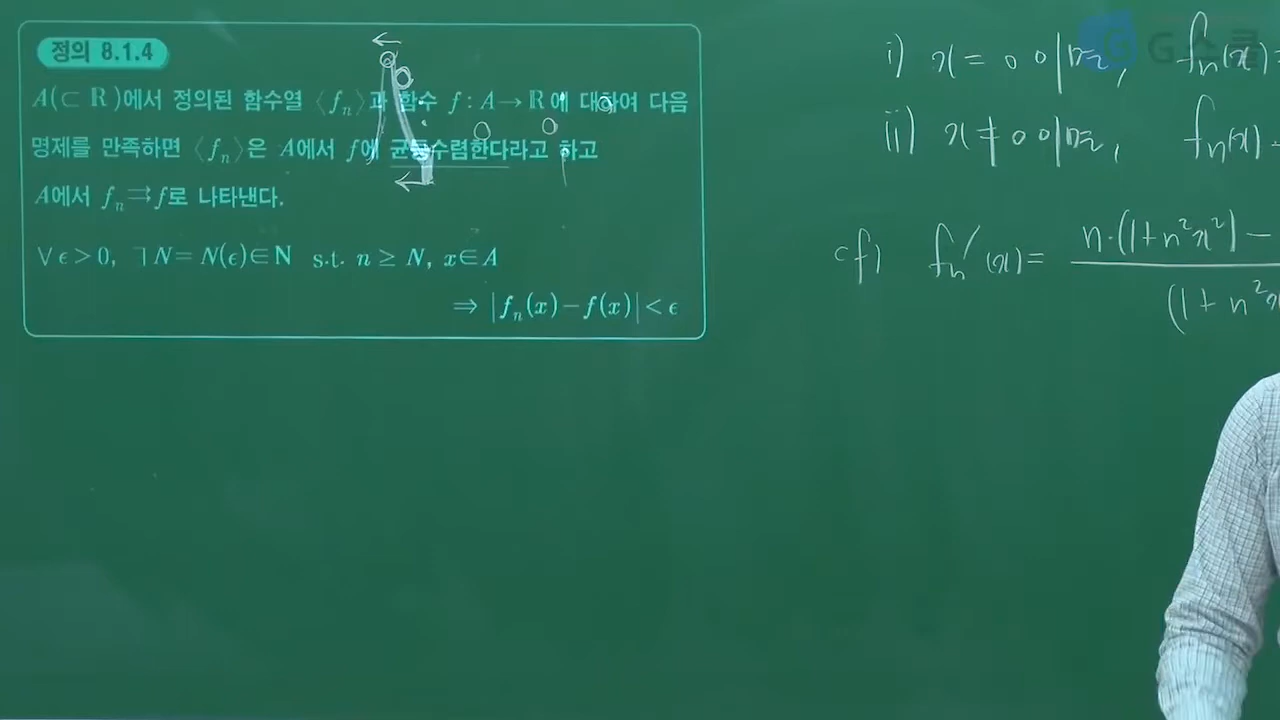 정의 8.1.4
A(⊂ℝ)에서 정의된 함수열 ⟨fₙ⟩과 함수 f : A→ℝ에 대하여 다음
명제를 만족하면 ⟨fₙ⟩은 A에서 f에 균등수렴한다라고 하고
A에서 fₙ⇉f로 나타낸다.
∀ε>0, ∃N=N(ε)∈N s.t. n ≥ N, x∈A
⇒ |fₙ(x)−f(x)|<ε
i) x = 0 이면, fₙ(x)=
ii) x ≠ 0 이면, fₙ(x)
cf) fₙ′(x)= n·(1+n²x²)−
(1+n²x
G스쿨